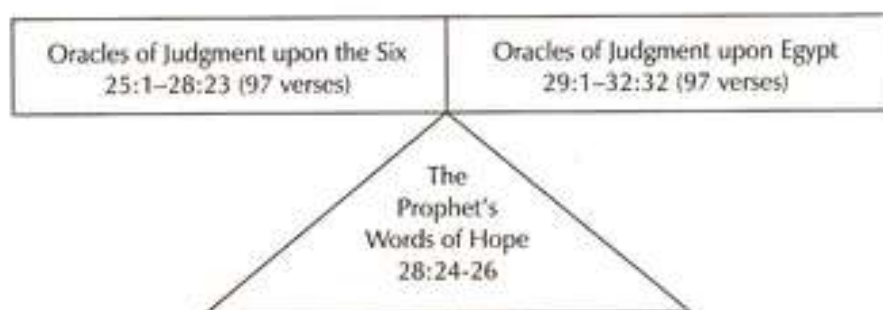 Oracles of Judgment upon the Six
25:1–28:23 (97 verses)
Oracles of Judgment upon Egypt
29:1–32:32 (97 verses)
The
Prophet's
Words of Hope
28:24-26